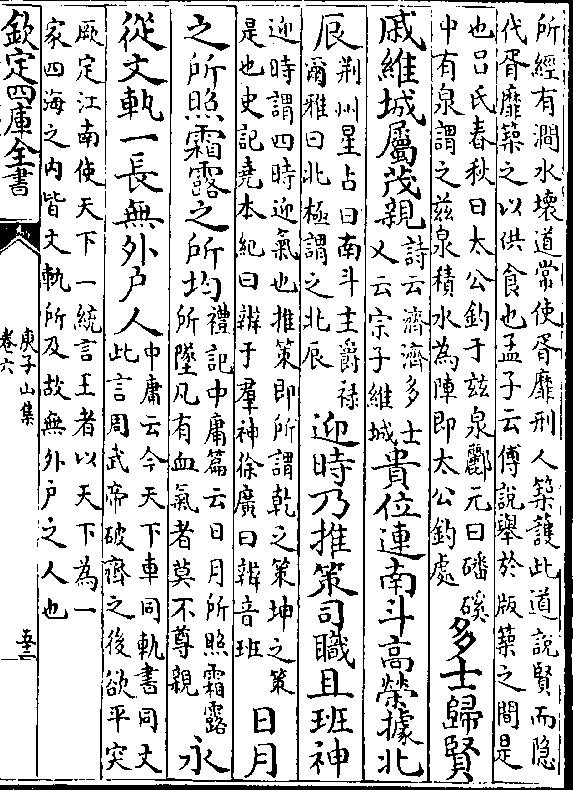 所經有澗水壞道常使胥靡刑人築護此道說賢而隐
代胥靡築之以供食也孟子云傅說舉於版築之間是
也吕氏春秋曰太公釣于兹泉酈元曰磻磎
中有泉謂之兹泉積水為陣即太公釣處
多士歸賢
戚維城屬茂親
詩云濟濟多士
又云宗子維城
貴位連南斗高榮據北
辰
荆州星占曰南斗主爵禄
爾雅曰北極謂之北辰
迎時乃推策司職且班神
迎時謂四時迎氣也推策即所謂乾之策坤之策
是也史記堯本紀曰辨于羣神徐廣曰辨音班
日月
之所照霜露之所均
禮記中庸篇云日月所照霜露
所墜凡有血氣者莫不尊親
永
從文軌一長無外户人
中庸云今天下車同軌書同文
此言周武帝破齊之後欲平突
厥定江南使天下一統言王者以天下為一
家四海之内皆文軌所及故無外户之人也
欽定四庫全書
庾子山集
卷六